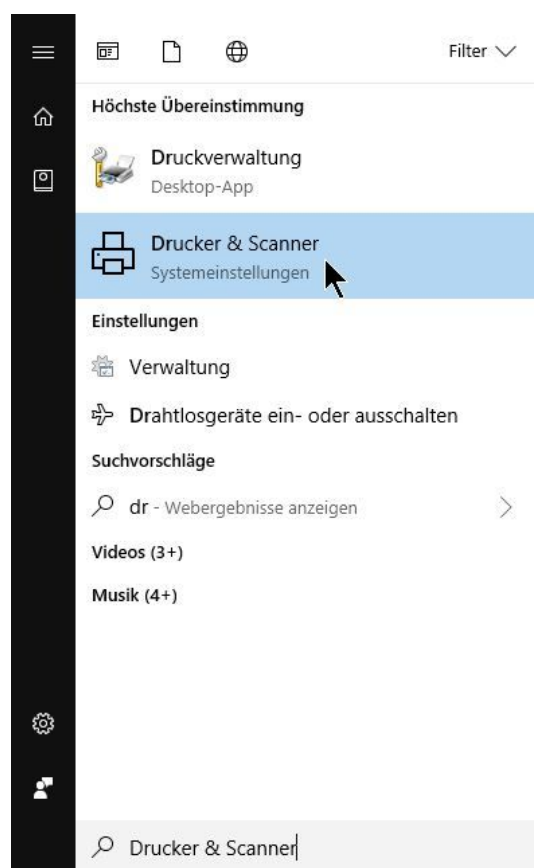 Filter
Höchste Übereinstimmung
Druckverwaltung
Desktop-App
Drucker & Scanner
Systemeinstellungen
Einstellungen
Verwaltung
Drahtlosgeräte ein- oder ausschalten
Suchvorschläge
dr - Webergebnisse anzeigen
Videos (3+)
Musik (4+)
Drucker & Scanner